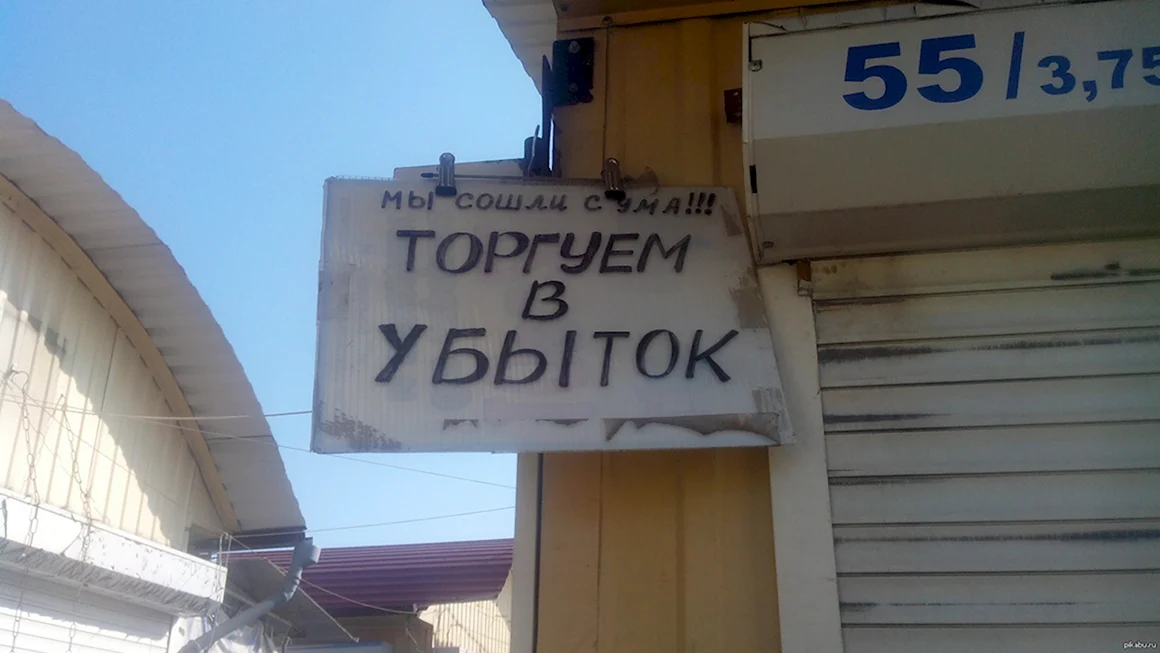 55/3,75
мы сошли с ума!!!
ТОРГУЕМ
В
УБЫТОК
pikabu.ru